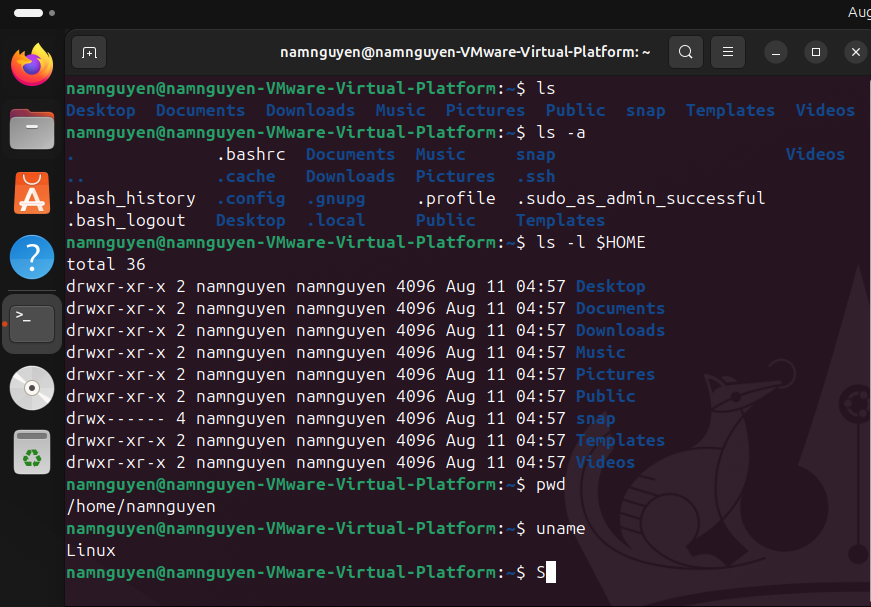 Aug
namnguyen@namnguyen-VMware-Virtual-Platform: ~
namnguyen@namnguyen-VMware-Virtual-Platform:~$ ls
Desktop Documents Downloads Music Pictures Public snap Templates Videos
namnguyen@namnguyen-VMware-Virtual-Platform:~$ ls -a
. .bashrc Documents Music snap Videos
.. .cache Downloads Pictures .ssh
.bash_history .config .gnupg .profile .sudo_as_admin_successful
.bash_logout Desktop .local Public Templates
namnguyen@namnguyen-VMware-Virtual-Platform:~$ ls -l $HOME
total 36
drwxr-xr-x 2 namnguyen namnguyen 4096 Aug 11 04:57 Desktop
drwxr-xr-x 2 namnguyen namnguyen 4096 Aug 11 04:57 Documents
drwxr-xr-x 2 namnguyen namnguyen 4096 Aug 11 04:57 Downloads
drwxr-xr-x 2 namnguyen namnguyen 4096 Aug 11 04:57 Music
drwxr-xr-x 2 namnguyen namnguyen 4096 Aug 11 04:57 Pictures
drwxr-xr-x 2 namnguyen namnguyen 4096 Aug 11 04:57 Public
drwx------ 4 namnguyen namnguyen 4096 Aug 11 04:57 snap
drwxr-xr-x 2 namnguyen namnguyen 4096 Aug 11 04:57 Templates
drwxr-xr-x 2 namnguyen namnguyen 4096 Aug 11 04:57 Videos
namnguyen@namnguyen-VMware-Virtual-Platform:~$ pwd
/home/namnguyen
namnguyen@namnguyen-VMware-Virtual-Platform:~$ uname
Linux
namnguyen@namnguyen-VMware-Virtual-Platform:~$ S